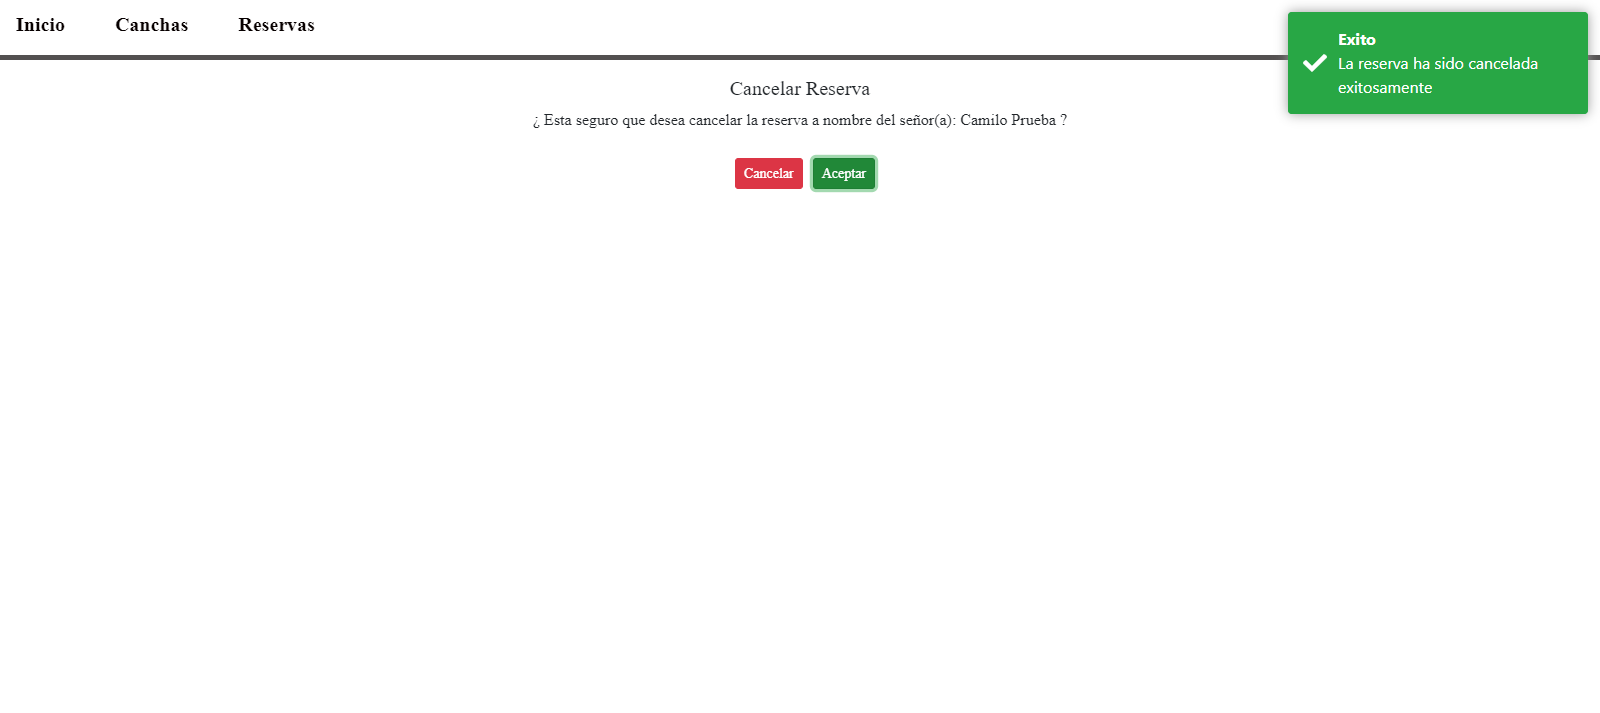 Inicio Canchas Reservas
Exito
La reserva ha sido cancelada
exitosamente
Cancelar Reserva
¿ Esta seguro que desea cancelar la reserva a nombre del señor(a): Camilo Prueba ?
Cancelar Aceptar